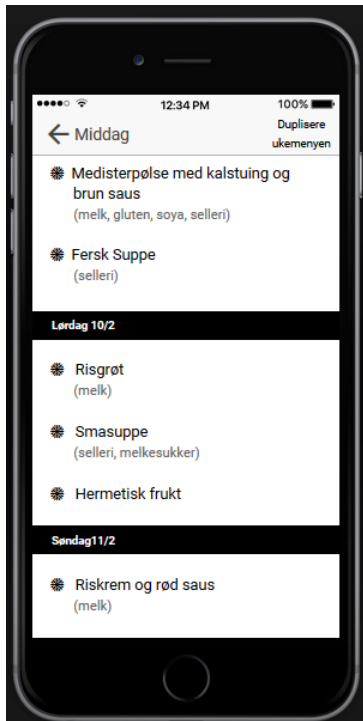 12:34 PM
100%
Middag
Duplisere
ukemenyen
Medisterpølse med kalstuing og
brun saus
(melk, gluten, soya, selleri)
Fersk Suppe
(selleri)
Lørdag 10/2
Risgrøt
(melk)
Smasuppe
(selleri, melkesukker)
Hermetisk frukt
Søndag11/2
Riskrem og rød saus
(melk)